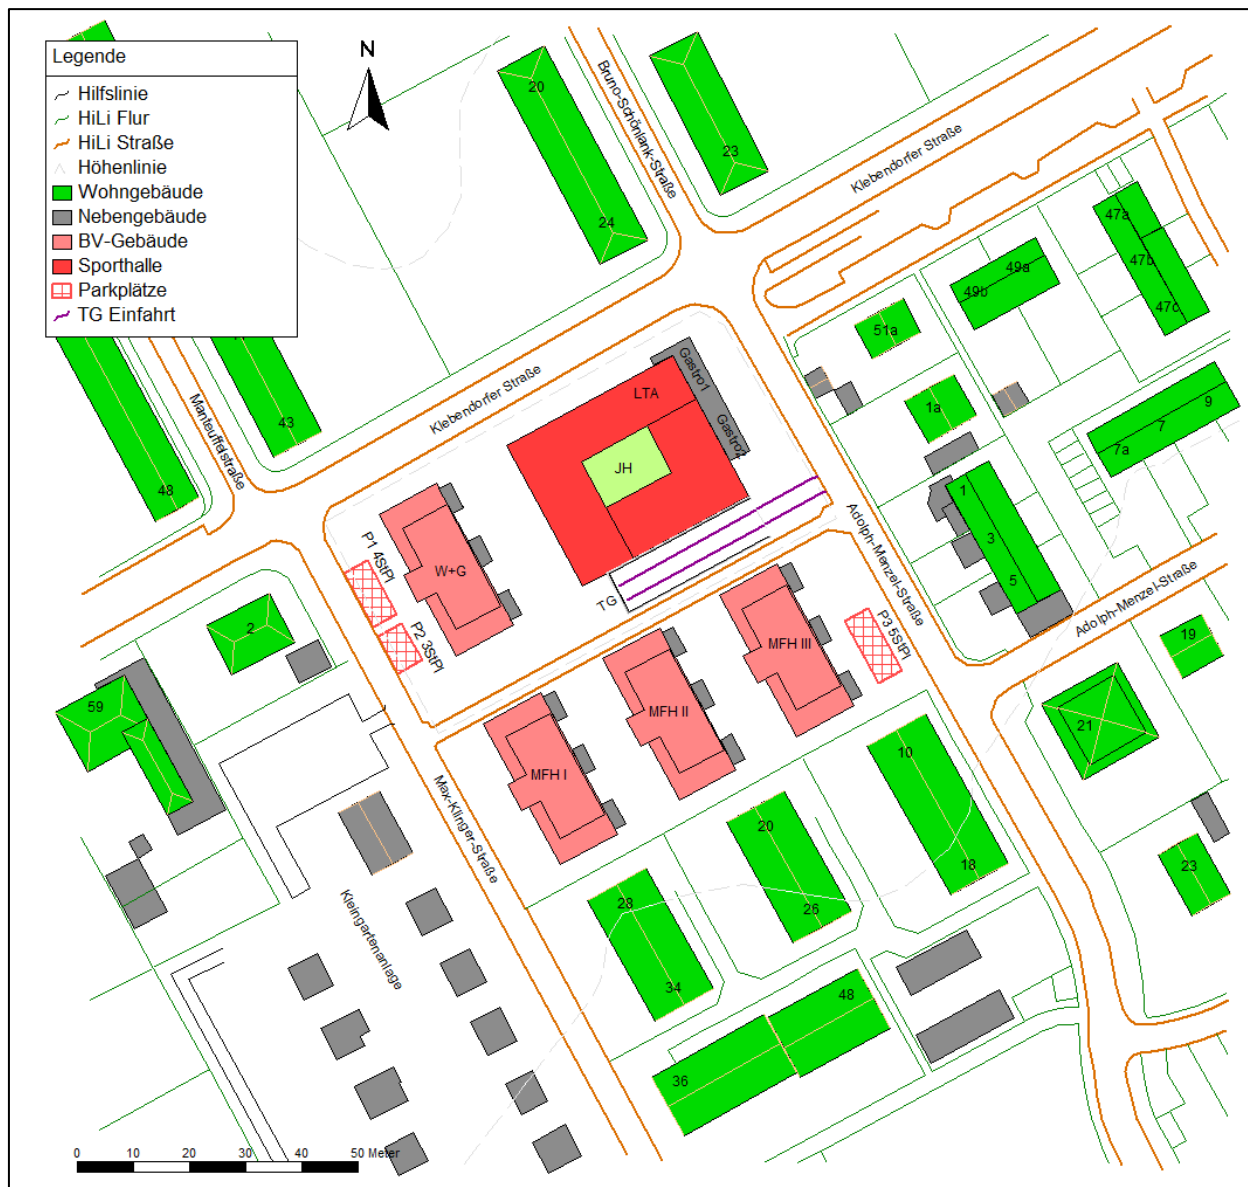 Legende
Hilfslinie
HiLi Flur
HiLi Straße
Höhenlinie
Wohngebäude
Nebengebäude
BV-Gebäude
Sporthalle
Parkplätze
TG Einfahrt
N
20
24
Bruno-Schönlank-Straße
23
Klebendorfer Straße
47a
47b
47c
49a
49b
51a
1a
9
7
7a
43
48
Manteuffelstraße
Klebendorfer Straße
Gastro1
LTA
Gastro2
JH
W+G
P1 4StPl
P2 3StPl
TG
Adolph-Menzel-Straße
1
3
5
Adolph-Menzel-Straße
19
2
59
MFH III
P3 5StPl
MFH II
MFH I
21
10
18
20
26
23
28
34
Max-Klinger-Straße
Kleingartenanlage
48
36
0 10 20 30 40 50 Meter